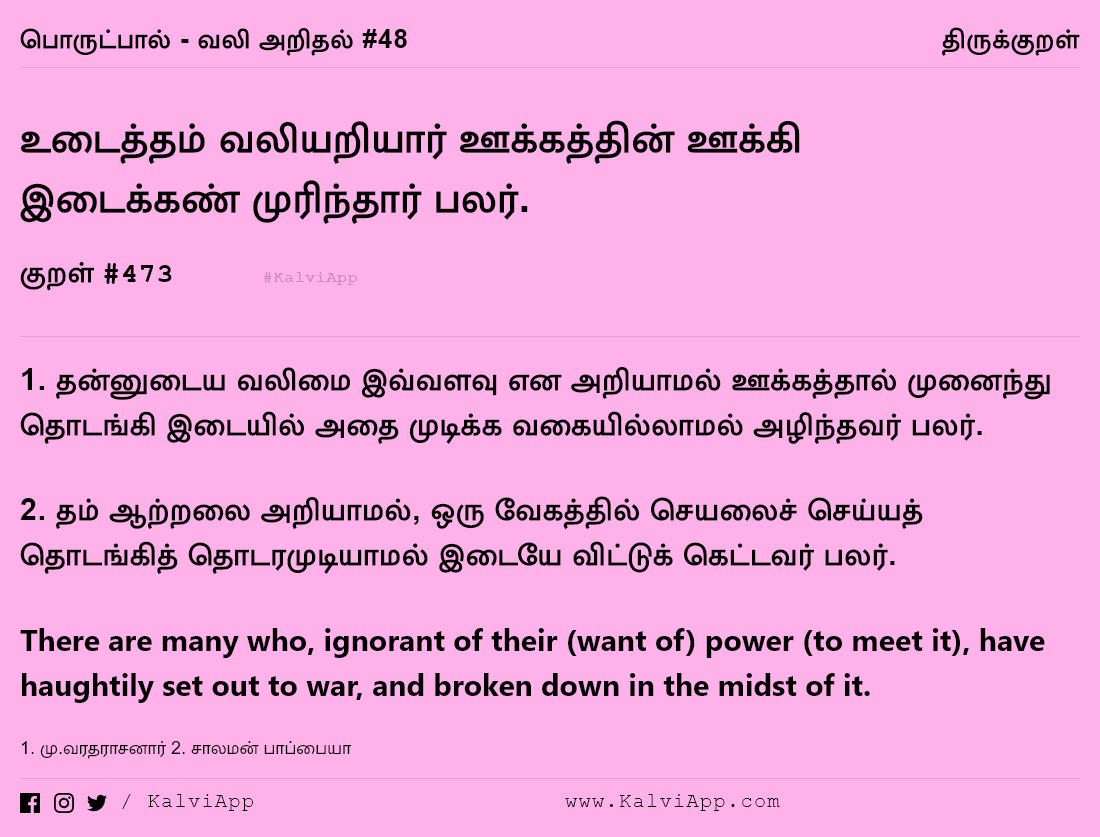 பொருட்பால் - வலி அறிதல் #48 திருக்குறள்
உடைத்தம் வலியறியார் ஊக்கத்தின் ஊக்கி
இடைக்கண் முரிந்தார் பலர்.
குறள் #473 #KalviApp
1. தன்னுடைய வலிமை இவ்வளவு என அறியாமல் ஊக்கத்தால் முனைந்து
தொடங்கி இடையில் அதை முடிக்க வகையில்லாமல் அழிந்தவர் பலர்.
2. தம் ஆற்றலை அறியாமல், ஒரு வேகத்தில் செயலைச் செய்யத்
தொடங்கித் தொடரமுடியாமல் இடையே விட்டுக் கெட்டவர் பலர்.
There are many who, ignorant of their (want of) power (to meet it), have
haughtily set out to war, and broken down in the midst of it.
1. மு.வரதராசனார் 2. சாலமன் பாப்பையா
/ KalviApp www.KalviApp.com